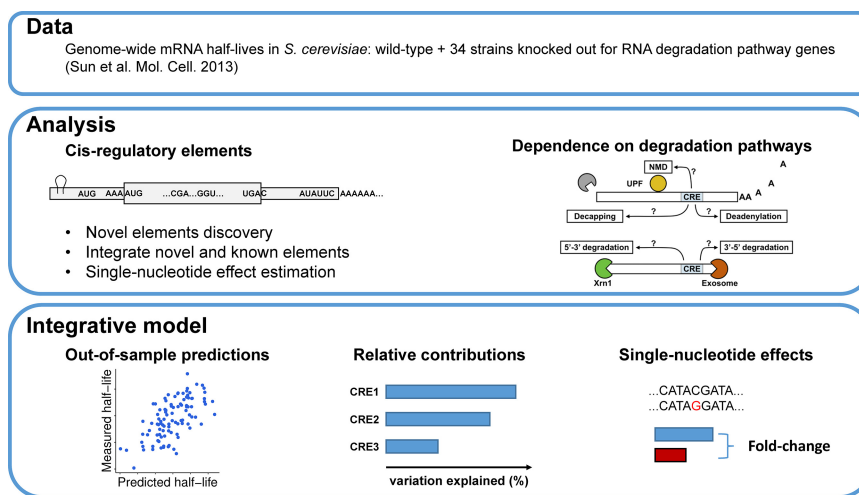 Data
Genome-wide mRNA half-lives in S. cerevisiae: wild-type + 34 strains knocked out for RNA degradation pathway genes
(Sun et al. Mol. Cell. 2013)
Analysis
Cis-regulatory elements
AUG AAAAUG ...CGA...GGU... UGAC AUAUUC AAAAAA...
• Novel elements discovery
• Integrate novel and known elements
• Single-nucleotide effect estimation
Dependence on degradation pathways
NMD
?
UPF
CRE
AA
A
A
A
Decapping
?
?
Deadenylation
5'-3' degradation
?
?
3'-5' degradation
CRE
Xrn1
Exosome
Integrative model
Out-of-sample predictions
Measured half-life
Predicted half-life
Relative contributions
CRE1
CRE2
CRE3
variation explained (%)
Single-nucleotide effects
...CATACGATA...
...CATAGGATA...
Fold-change